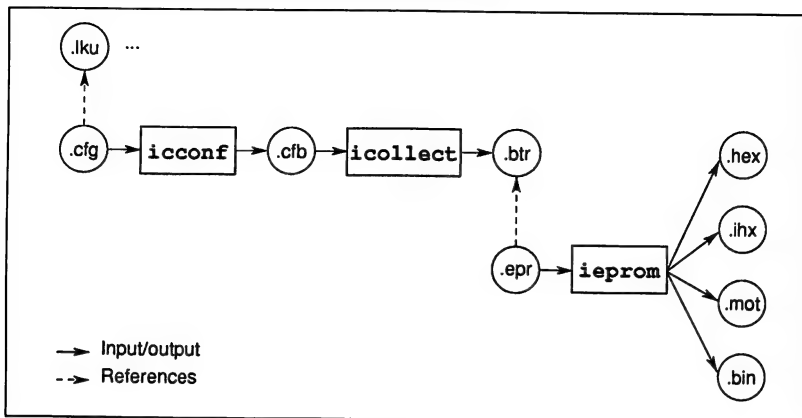 .lku ...
.cfg icconf .cfb icollect .btr
.hex
.ihx
.epr ieprom
.mot
.bin
Input/output
References